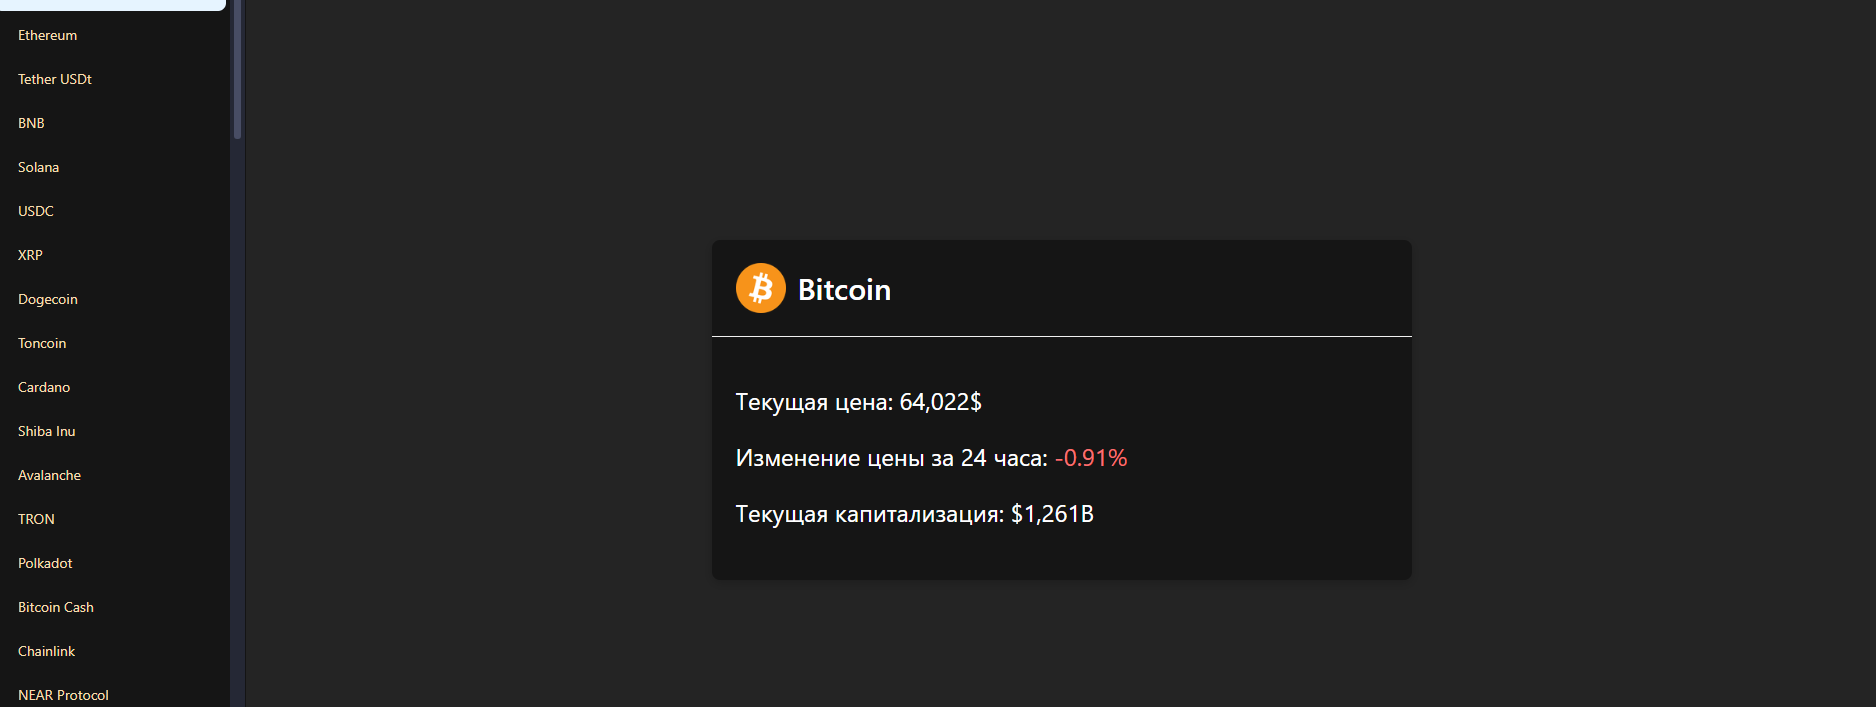 Ethereum
Tether USDt
BNB
Solana
USDC
XRP
Dogecoin
Toncoin
Cardano
Shiba Inu
Avalanche
TRON
Polkadot
Bitcoin Cash
Chainlink
NEAR Protocol
Bitcoin
Текущая цена: 64,022$
Изменение цены за 24 часа: -0.91%
Текущая капитализация: $1,261B